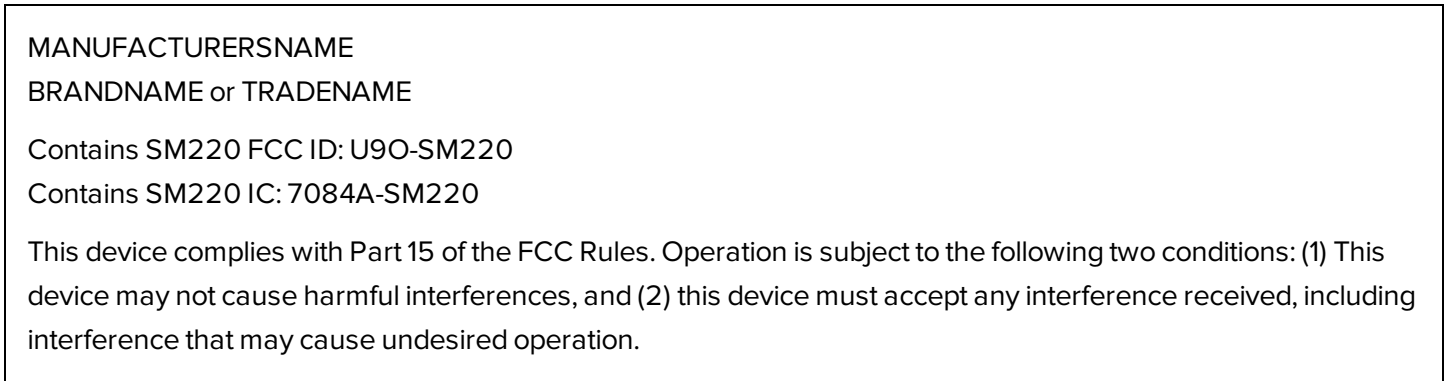 MANUFACTURERSNAME
BRANDNAME or TRADENAME
Contains SM220 FCC ID: U9O-SM220
Contains SM220 IC: 7084A-SM220
This device complies with Part 15 of the FCC Rules. Operation is subject to the following two conditions: (1) This
device may not cause harmful interferences, and (2) this device must accept any interference received, including
interference that may cause undesired operation.